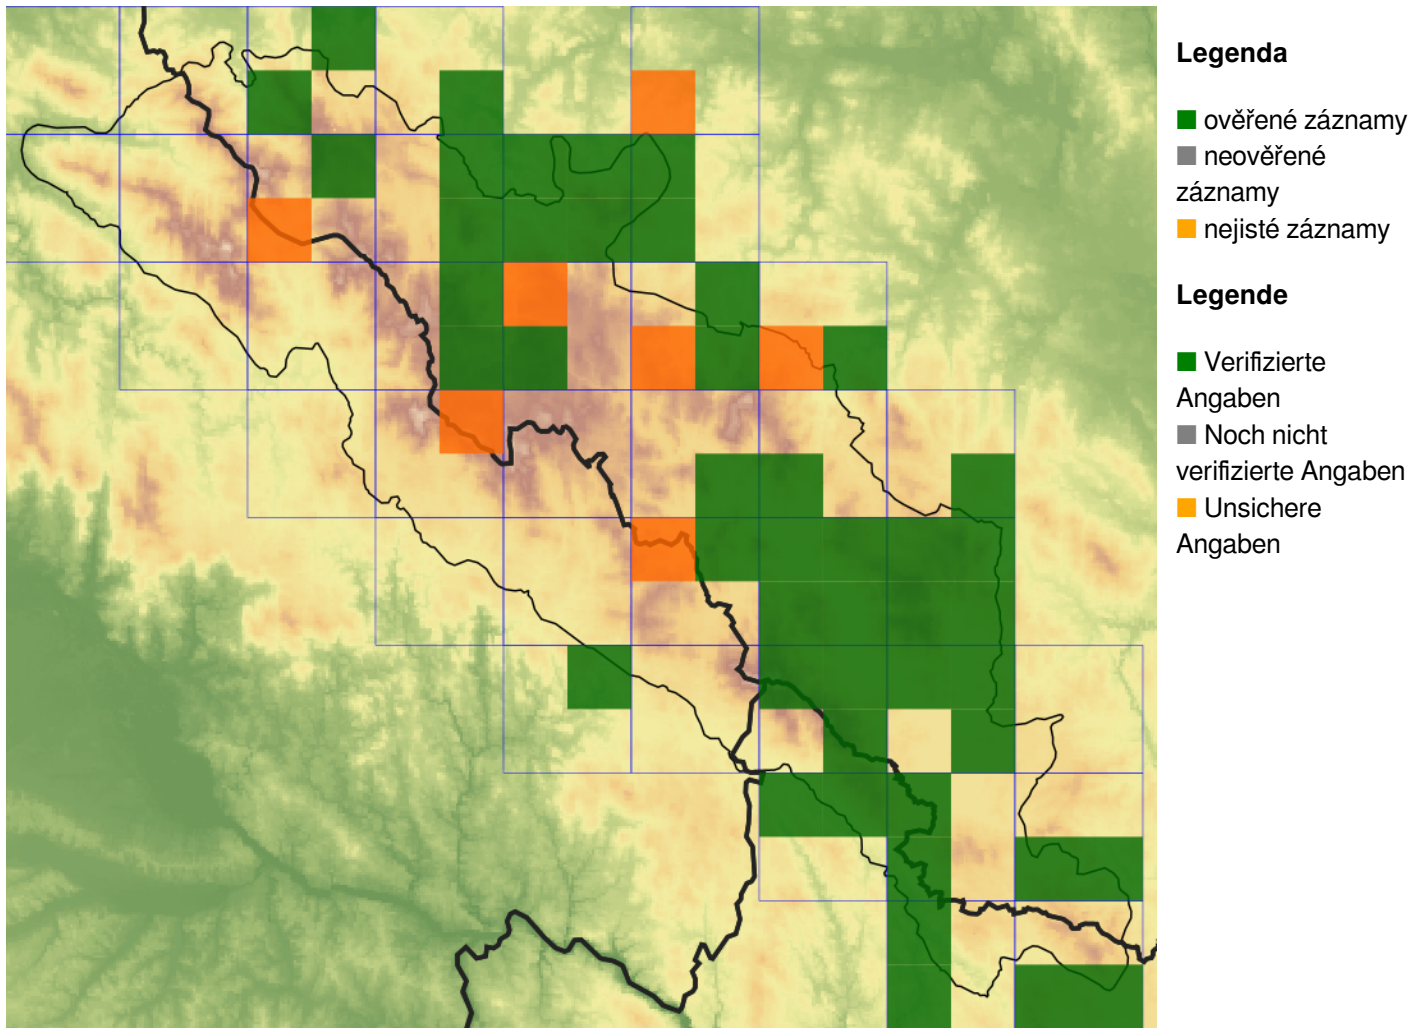 Legenda
ověřené záznamy
neověřené
záznamy
nejisté záznamy
Legende
Verifizierte
Angaben
Noch nicht
verifizierte Angaben
Unsichere
Angaben